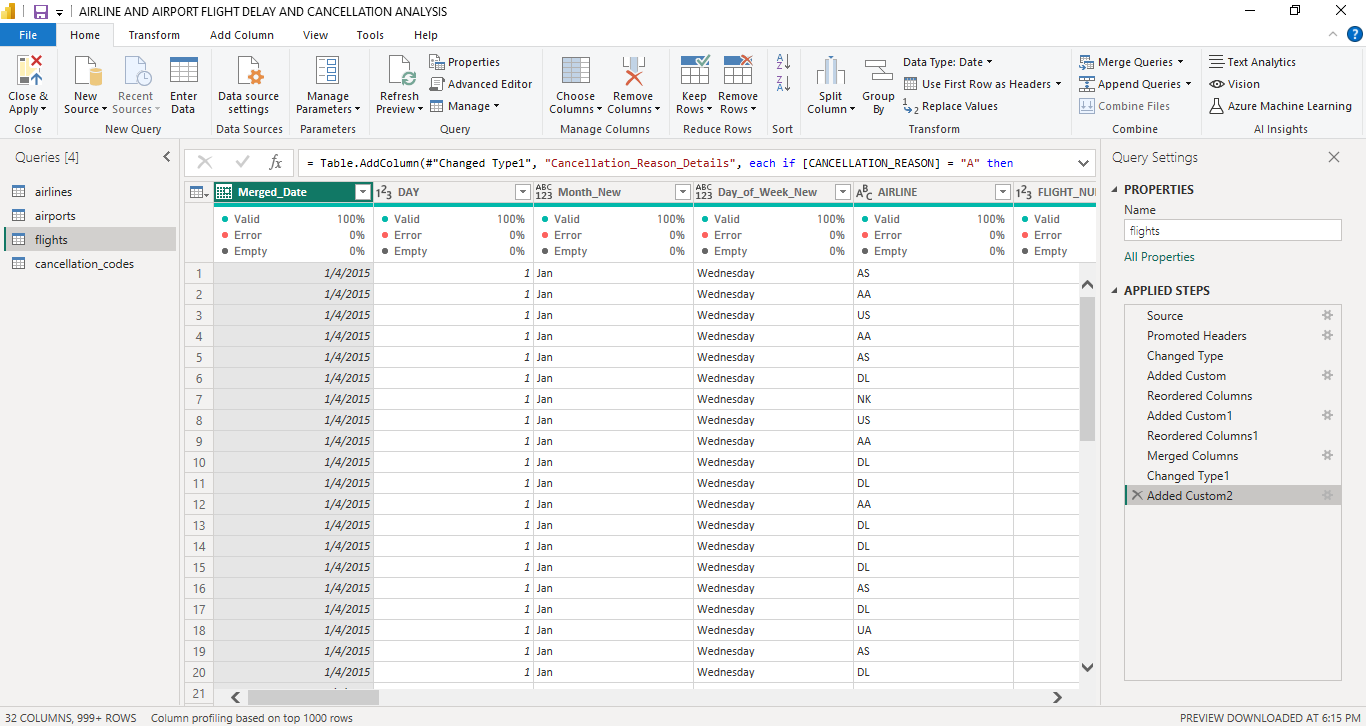 AIRLINE AND AIRPORT FLIGHT DELAY AND CANCELLATION ANALYSIS
File Home Transform Add Column View Tools Help
Close & Apply
Close
New Source
Recent Sources
Enter Data
New Query
Data source settings
Data Sources
Manage Parameters
Parameters
Refresh Preview
Properties
Advanced Editor
Manage
Query
Choose Columns
Remove Columns
Manage Columns
Keep Rows
Remove Rows
Reduce Rows
Sort
Split Column
Group By
Data Type: Date
Use First Row as Headers
Replace Values
Transform
Merge Queries
Append Queries
Combine Files
Combine
Text Analytics
Vision
Azure Machine Learning
AI Insights
Queries [4]
airlines
airports
flights
cancellation_codes
fx
= Table.AddColumn(#"Changed Type1", "Cancellation_Reason_Details", each if [CANCELLATION_REASON] = "A" then
Merged_Date 123 DAY ABC 123 Month_New ABC 123 Day_of_Week_New ABC AIRLINE 123 FLIGHT_NU
Valid 100% Valid 100% Valid 100% Valid 100% Valid 100% Valid
Error 0% Error 0% Error 0% Error 0% Error 0% Error
Empty 0% Empty 0% Empty 0% Empty 0% Empty 0% Empty
1 1/4/2015 1 Jan Wednesday AS
2 1/4/2015 1 Jan Wednesday AA
3 1/4/2015 1 Jan Wednesday US
4 1/4/2015 1 Jan Wednesday AA
5 1/4/2015 1 Jan Wednesday AS
6 1/4/2015 1 Jan Wednesday DL
7 1/4/2015 1 Jan Wednesday NK
8 1/4/2015 1 Jan Wednesday US
9 1/4/2015 1 Jan Wednesday AA
10 1/4/2015 1 Jan Wednesday DL
11 1/4/2015 1 Jan Wednesday DL
12 1/4/2015 1 Jan Wednesday AA
13 1/4/2015 1 Jan Wednesday DL
14 1/4/2015 1 Jan Wednesday DL
15 1/4/2015 1 Jan Wednesday DL
16 1/4/2015 1 Jan Wednesday AS
17 1/4/2015 1 Jan Wednesday DL
18 1/4/2015 1 Jan Wednesday UA
19 1/4/2015 1 Jan Wednesday AS
20 1/4/2015 1 Jan Wednesday DL
21
Query Settings
PROPERTIES
Name
flights
All Properties
APPLIED STEPS
Source
Promoted Headers
Changed Type
Added Custom
Reordered Columns
Added Custom1
Reordered Columns1
Merged Columns
Changed Type1
Added Custom2
32 COLUMNS, 999+ ROWS Column profiling based on top 1000 rows
PREVIEW DOWNLOADED AT 6:15 PM